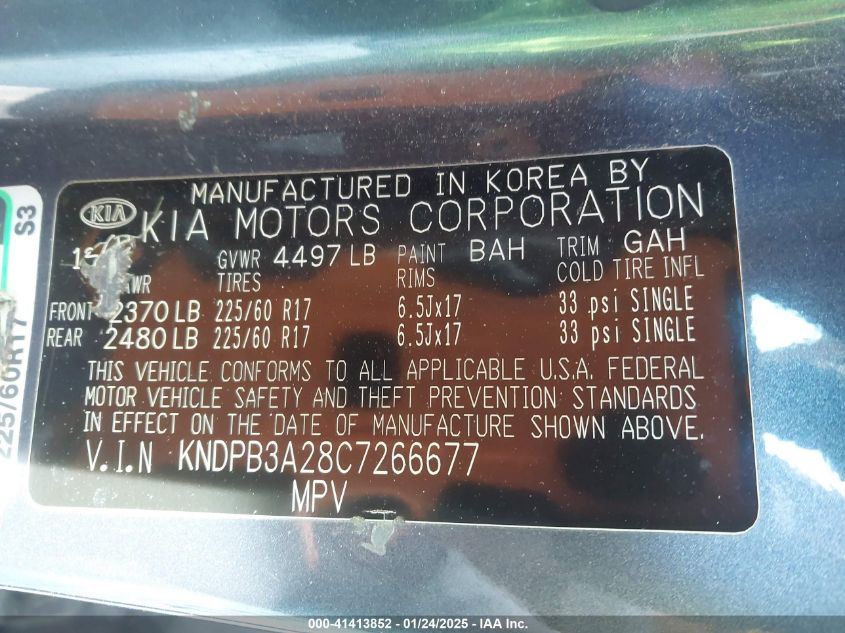 MANUFACTURED IN KOREA BY
KIA KIA MOTORS CORPORATION
GVWR 4497 LB PAINT BAH TRIM GAH
TIRES RIMS COLD TIRE INFL
FRONT 2370 LB 225/60 R17 6.5Jx17 33 psi SINGLE
REAR 2480 LB 225/60 R17 6.5Jx17 33 psi SINGLE
THIS VEHICLE CONFORMS TO ALL APPLICABLE U.S.A. FEDERAL
MOTOR VEHICLE SAFETY AND THEFT PREVENTION STANDARDS
IN EFFECT ON THE DATE OF MANUFACTURE SHOWN ABOVE.
V.I.N KNDPB3A28C7266677
MPV
S3
225/60R17
000-41413852 - 01/24/2025 - IAA Inc.